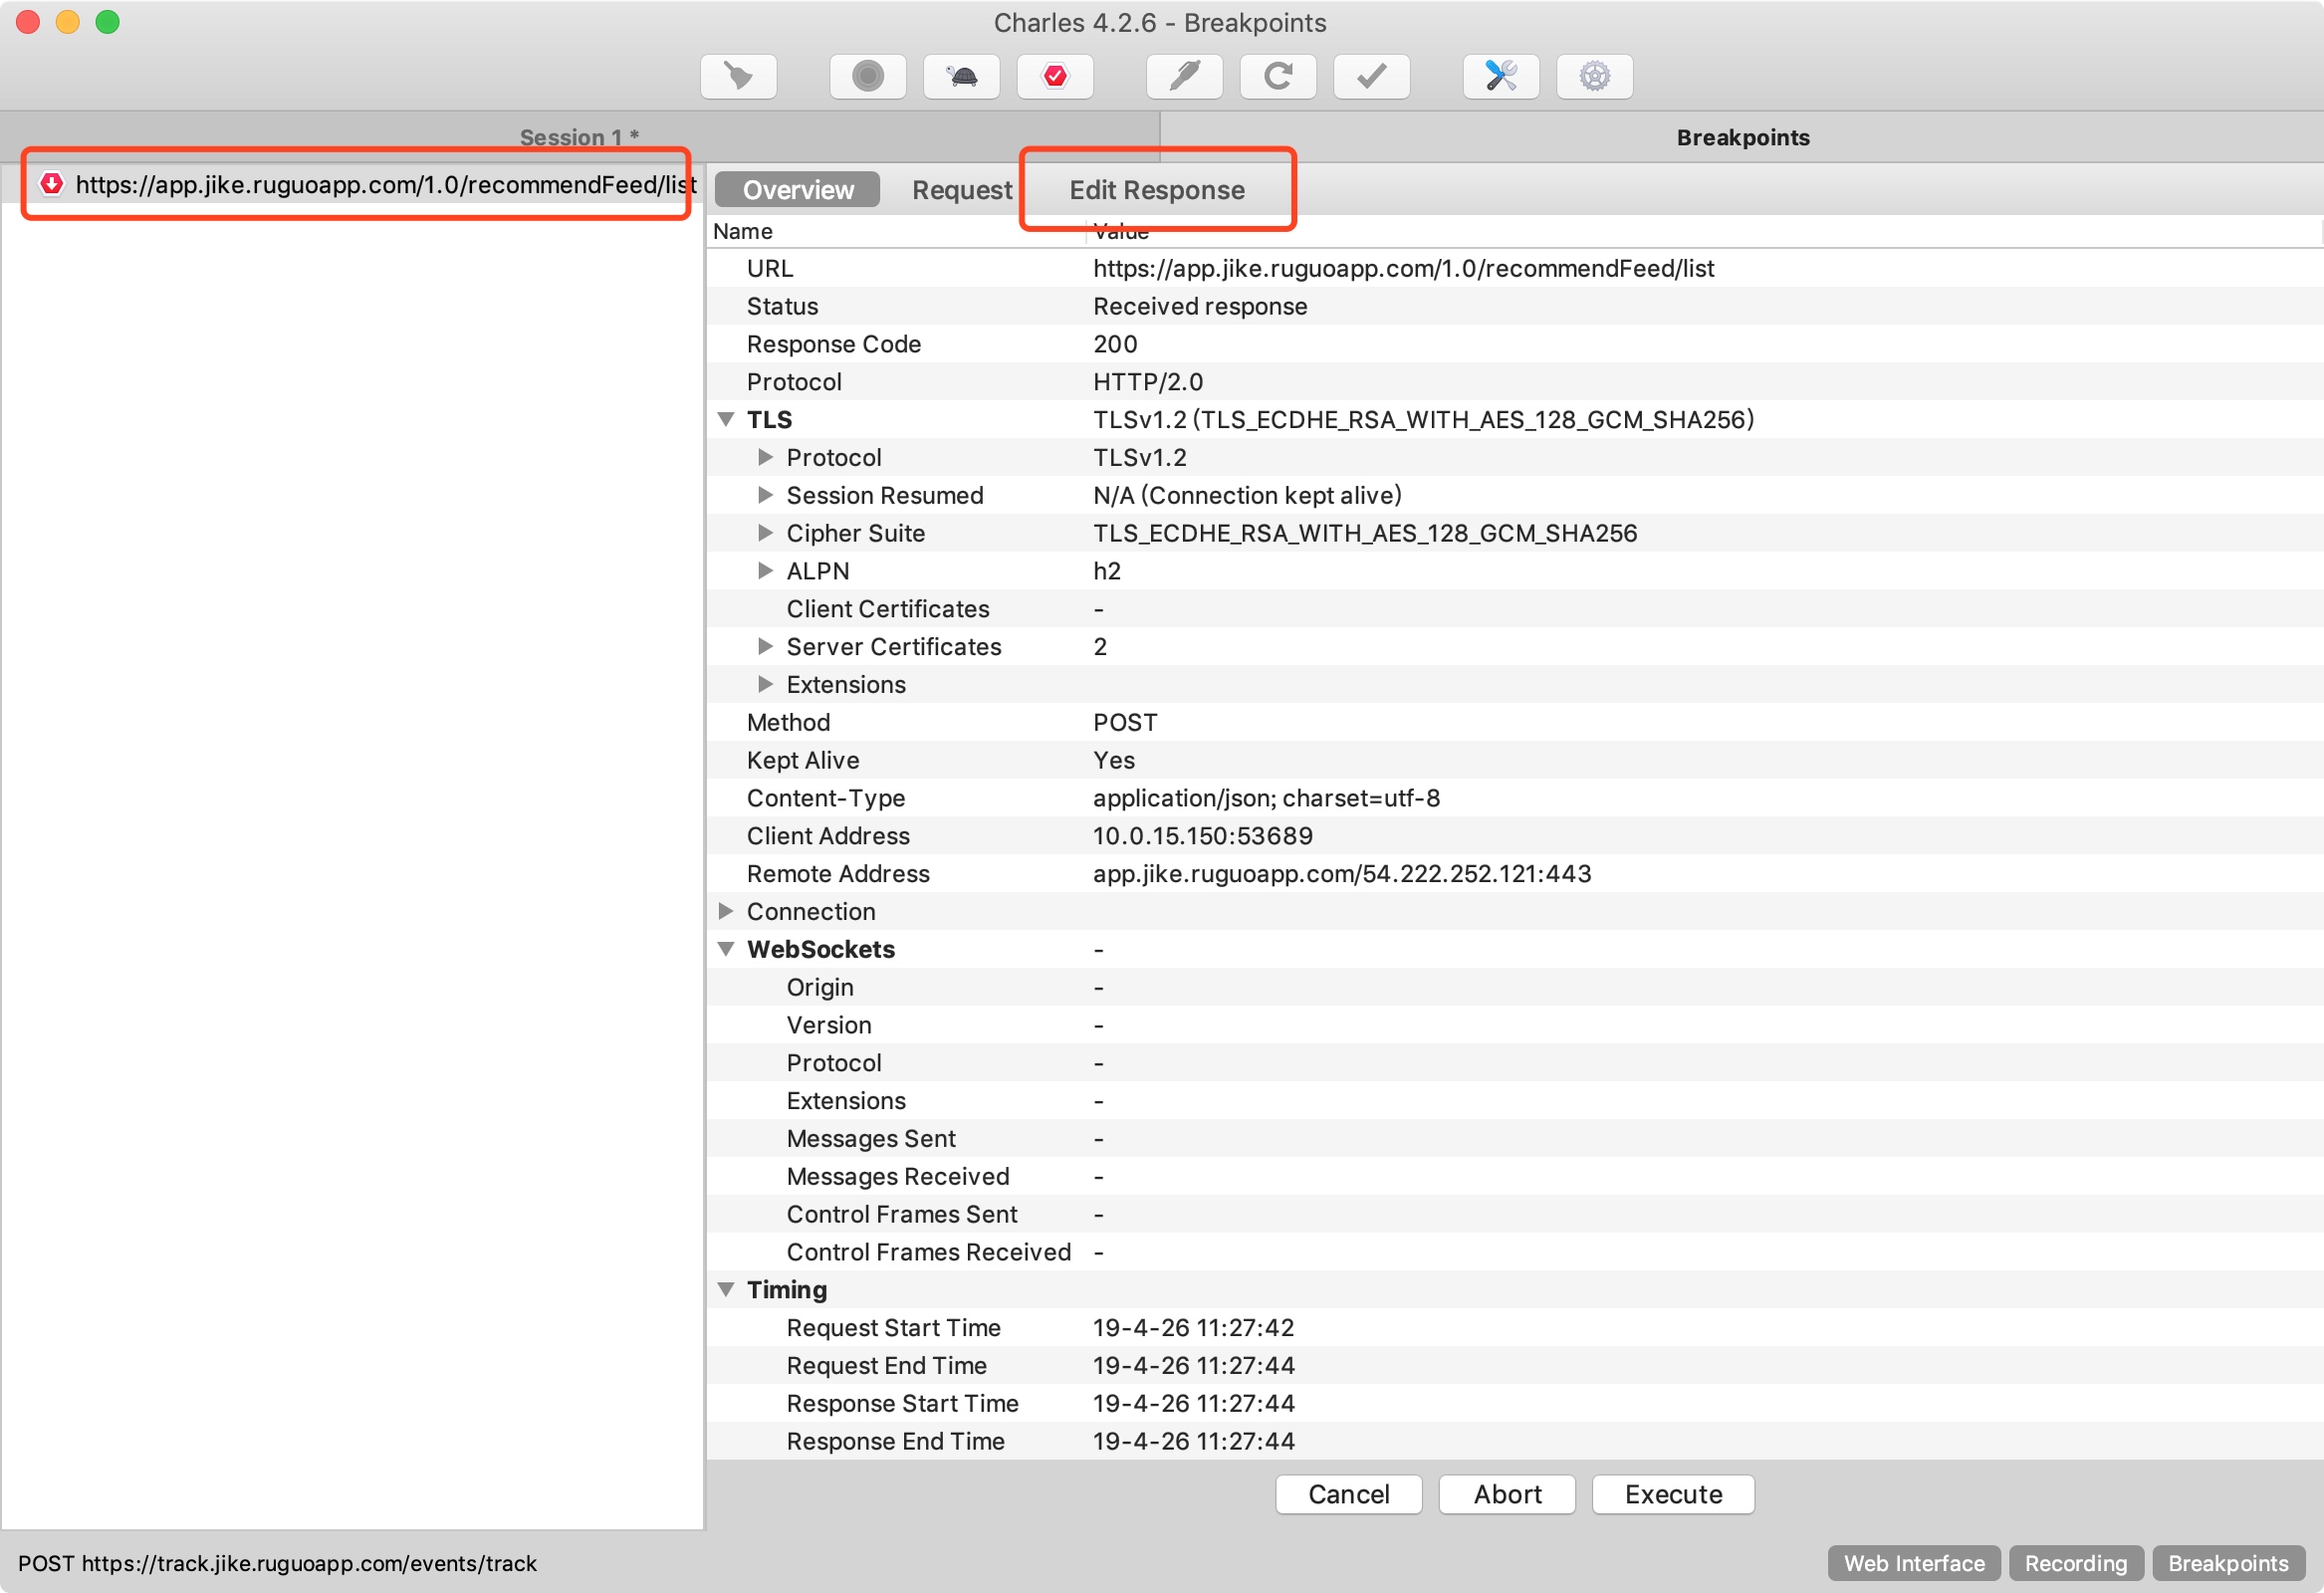 Charles 4.2.6 - Breakpoints
Session 1 *
Breakpoints
https://app.jike.ruguoapp.com/1.0/recommendFeed/list
Overview Request Edit Response
Name Value
URL https://app.jike.ruguoapp.com/1.0/recommendFeed/list
Status Received response
Response Code 200
Protocol HTTP/2.0
TLS TLSv1.2 (TLS_ECDHE_RSA_WITH_AES_128_GCM_SHA256)
Protocol TLSv1.2
Session Resumed N/A (Connection kept alive)
Cipher Suite TLS_ECDHE_RSA_WITH_AES_128_GCM_SHA256
ALPN h2
Client Certificates -
Server Certificates 2
Extensions
Method POST
Kept Alive Yes
Content-Type application/json; charset=utf-8
Client Address 10.0.15.150:53689
Remote Address app.jike.ruguoapp.com/54.222.252.121:443
Connection
WebSockets -
Origin -
Version -
Protocol -
Extensions -
Messages Sent -
Messages Received -
Control Frames Sent -
Control Frames Received -
Timing
Request Start Time 19-4-26 11:27:42
Request End Time 19-4-26 11:27:44
Response Start Time 19-4-26 11:27:44
Response End Time 19-4-26 11:27:44
Cancel Abort Execute
POST https://track.jike.ruguoapp.com/events/track
Web Interface Recording Breakpoints